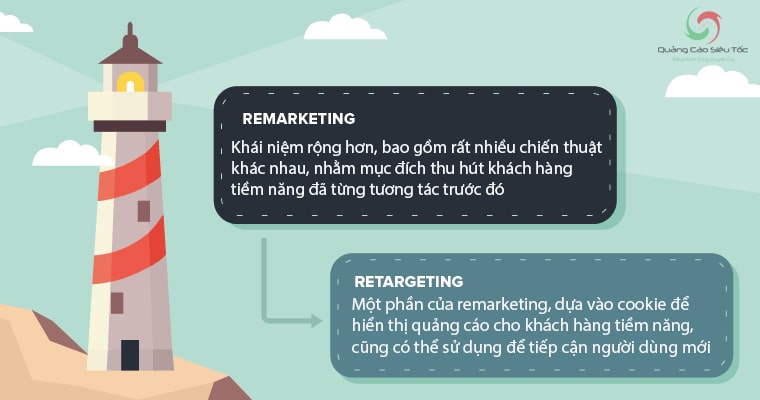 Quảng Cáo Siêu Tốc
REMARKETING
Khái niệm rộng hơn, bao gồm rất nhiều chiến thuật
khác nhau, nhằm mục đích thu hút khách hàng
tiềm năng đã từng tương tác trước đó
RETARGETING
Một phần của remarketing, dựa vào cookie để
hiển thị quảng cáo cho khách hàng tiềm năng,
cũng có thể sử dụng để tiếp cận người dùng mới